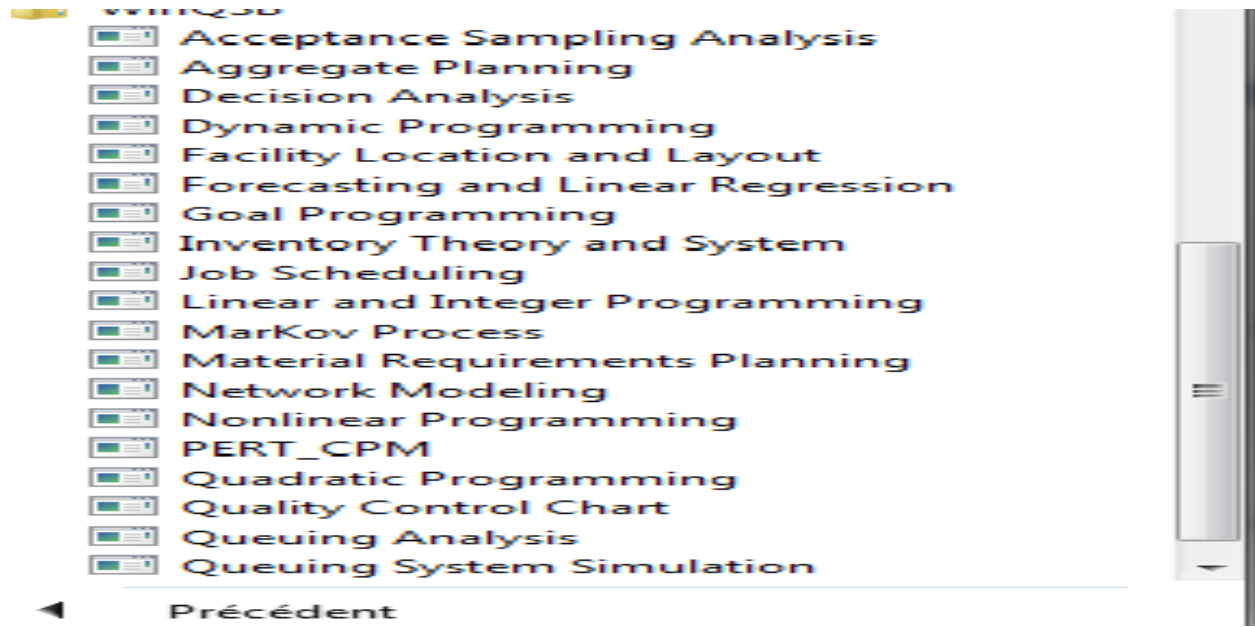 WinQSB
Acceptance Sampling Analysis
Aggregate Planning
Decision Analysis
Dynamic Programming
Facility Location and Layout
Forecasting and Linear Regression
Goal Programming
Inventory Theory and System
Job Scheduling
Linear and Integer Programming
MarKov Process
Material Requirements Planning
Network Modeling
Nonlinear Programming
PERT_CPM
Quadratic Programming
Quality Control Chart
Queuing Analysis
Queuing System Simulation
Précédent